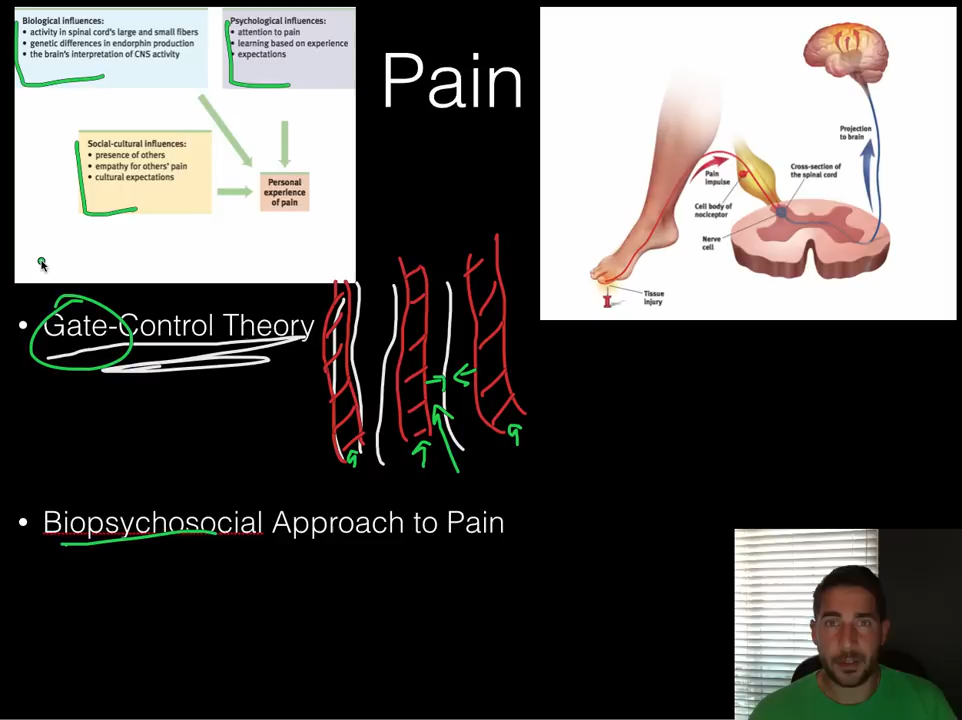 Biological influences:
• activity in spinal cord's large and small fibers
• genetic differences in endorphin production
• the brain's interpretation of CNS activity
Psychological influences:
• attention to pain
• learning based on experience
• expectations
Social-cultural influences:
• presence of others
• empathy for others' pain
• cultural expectations
Personal
experience
of pain
Pain
Projection
to brain
Pain
impulse
Cross-section of
the spinal cord
Cell body of
nociceptor
Nerve
cell
Tissue
injury
• Gate-Control Theory
• Biopsychosocial Approach to Pain